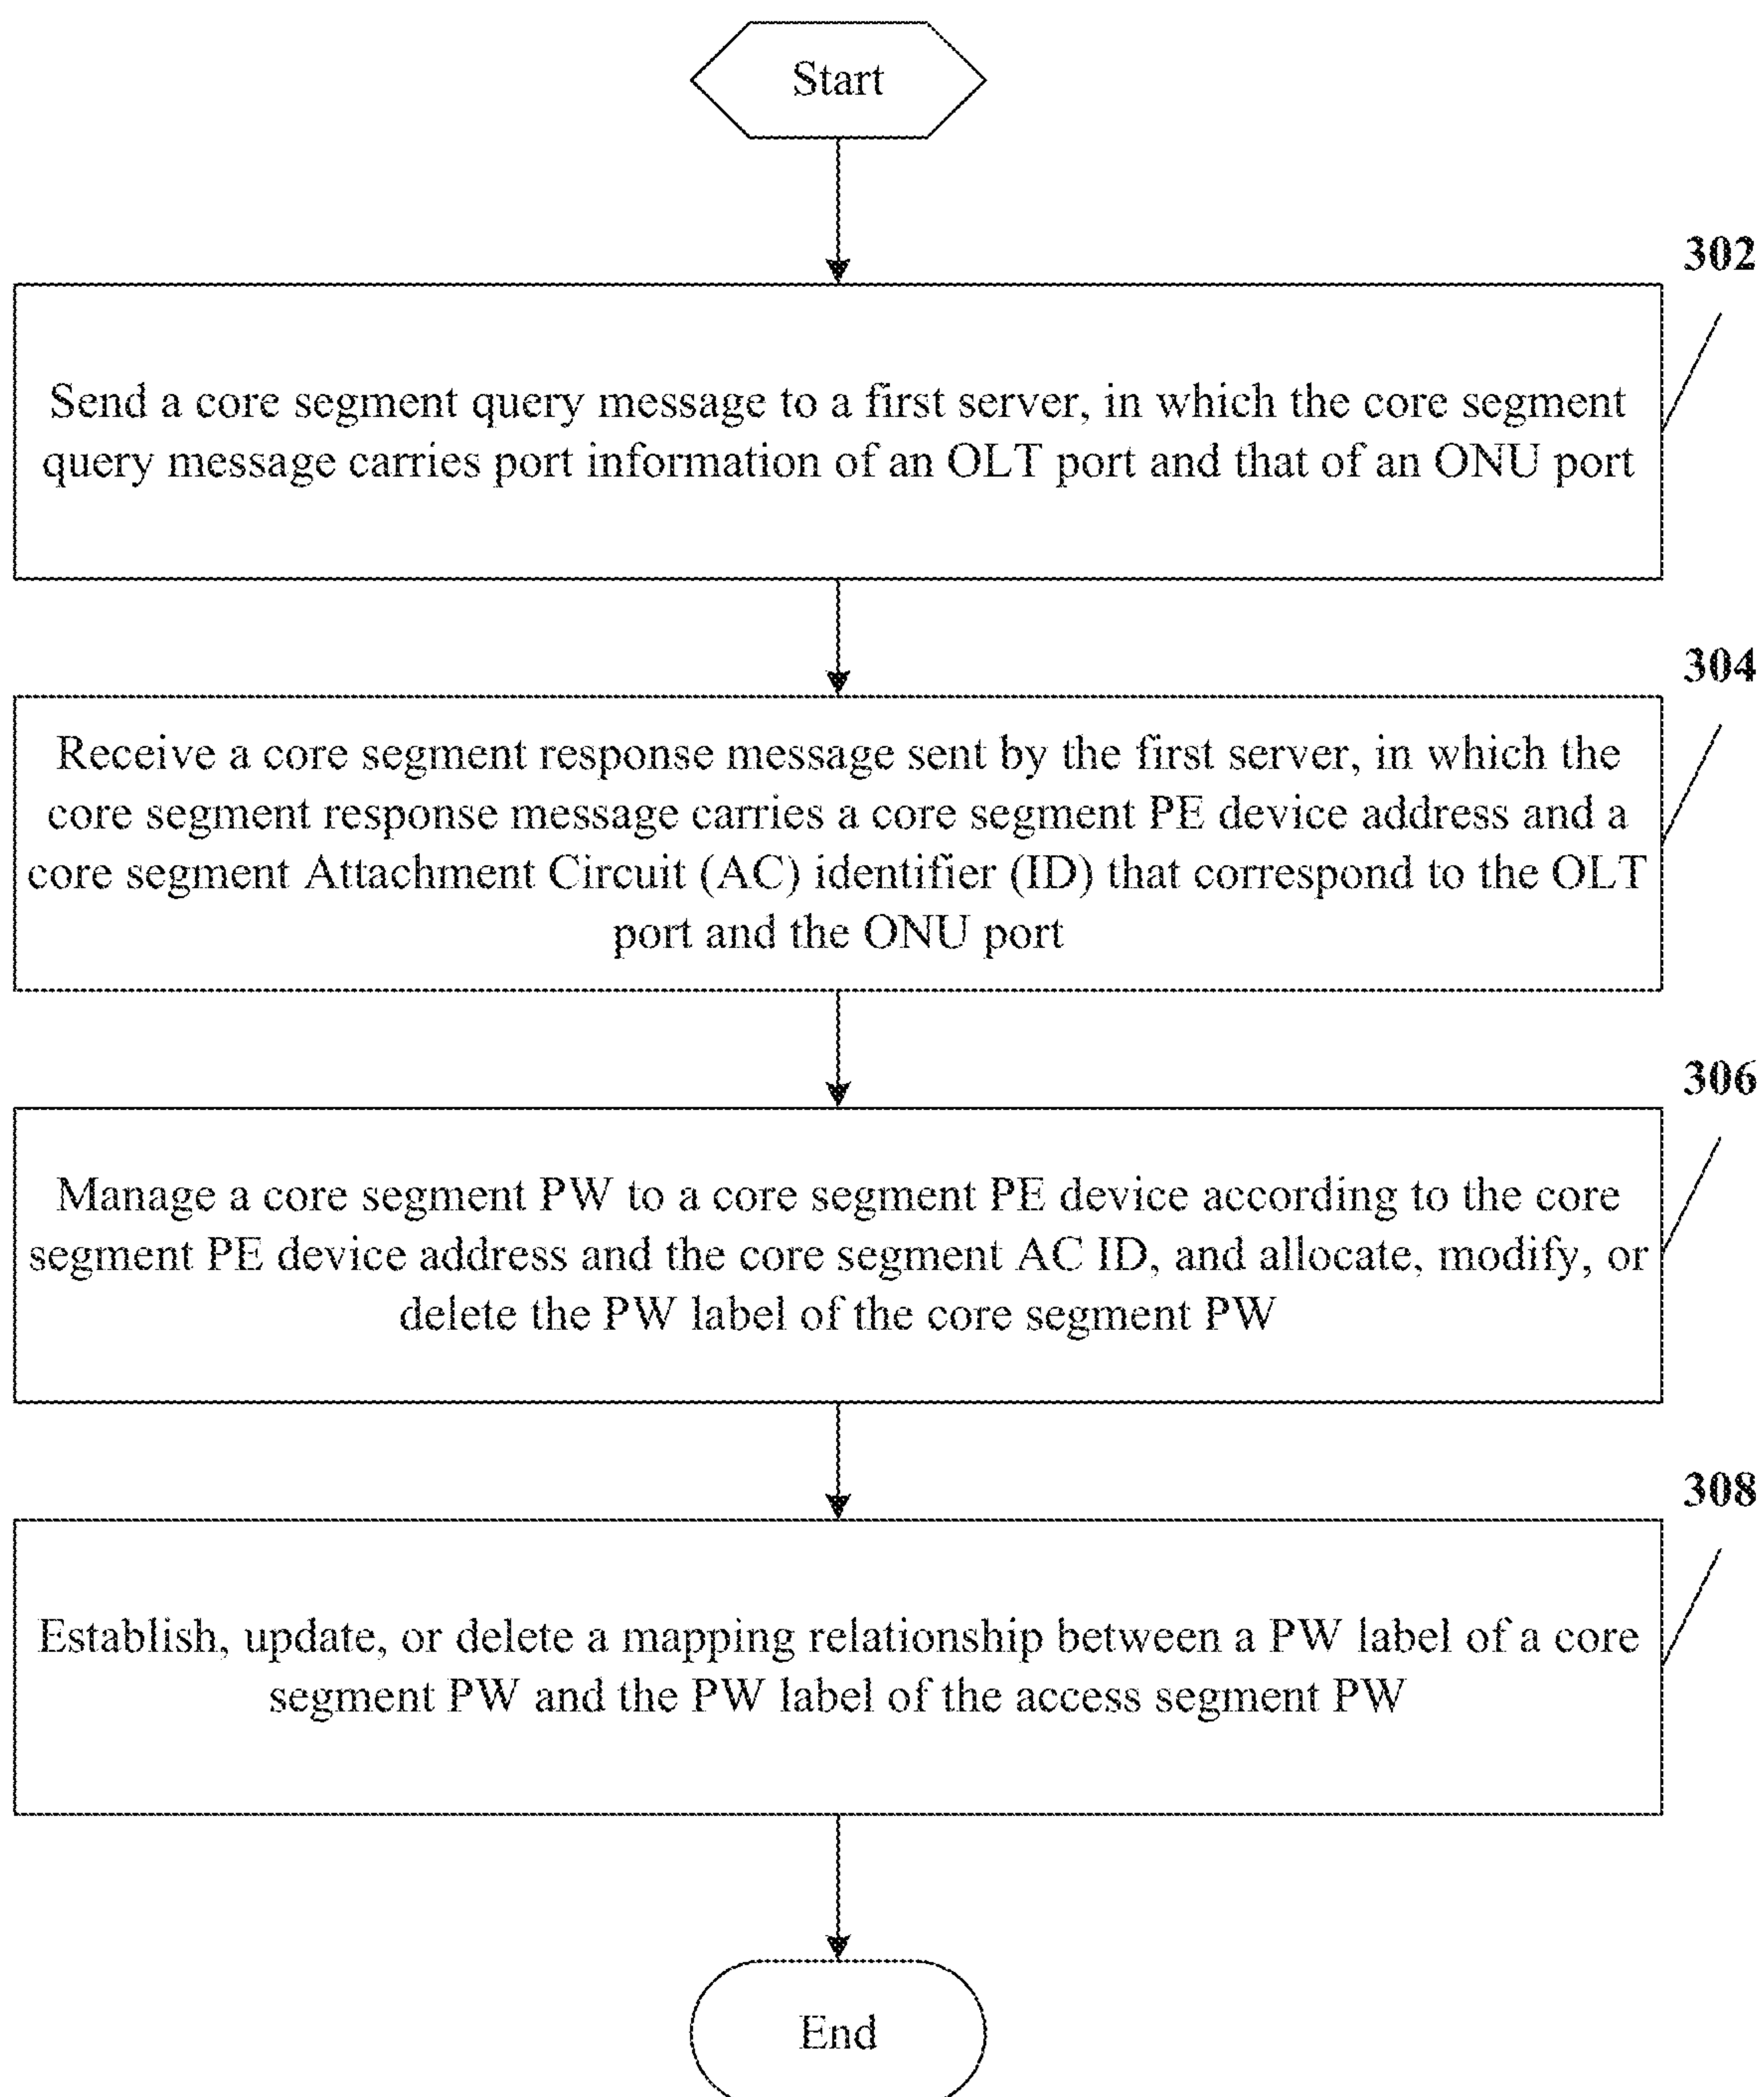 Start
302
Send a core segment query message to a first server, in which the core segment
query message carries port information of an OLT port and that of an ONU port
304
Receive a core segment response message sent by the first server, in which the
core segment response message carries a core segment PE device address and a
core segment Attachment Circuit (AC) identifier (ID) that correspond to the OLT
port and the ONU port
306
Manage a core segment PW to a core segment PE device according to the core
segment PE device address and the core segment AC ID, and allocate, modify, or
delete the PW label of the core segment PW
308
Establish, update, or delete a mapping relationship between a PW label of a core
segment PW and the PW label of the access segment PW
End